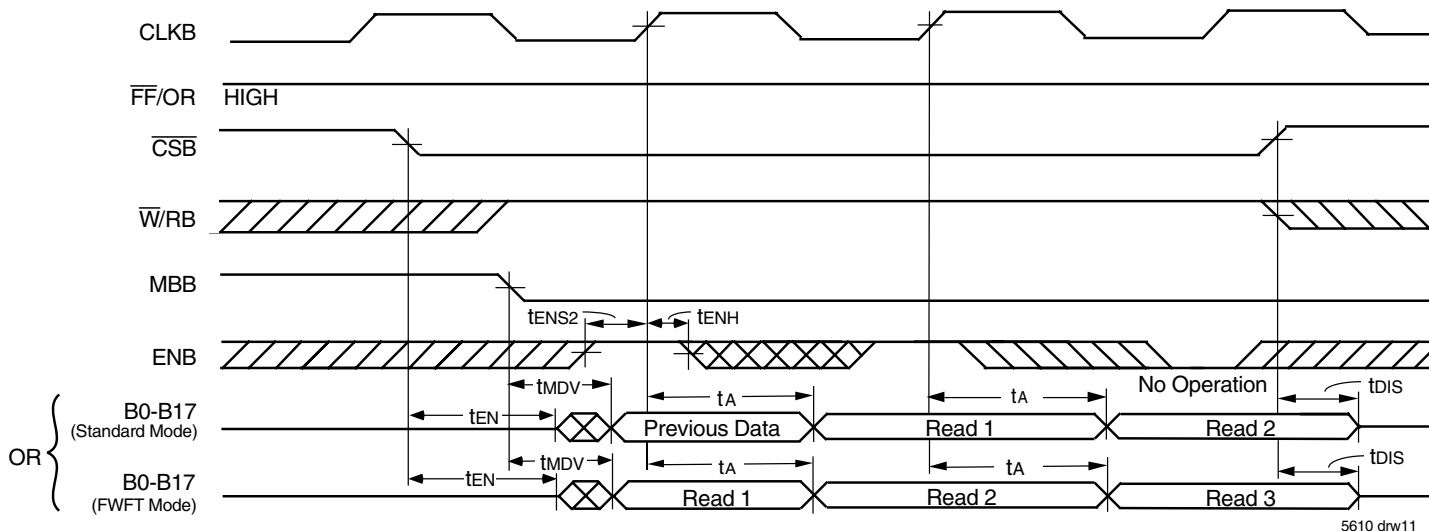 CLKB
FF/OR HIGH
CSB
W/RB
MBB
tENS2 tENH
ENB
No Operation
tMDV tA tA tDIS
tEN
B0-B17
(Standard Mode)
Previous Data Read 1 Read 2
OR
tMDV tA tA tDIS
tEN
B0-B17
(FWFT Mode)
Read 1 Read 2 Read 3
5610 drw11